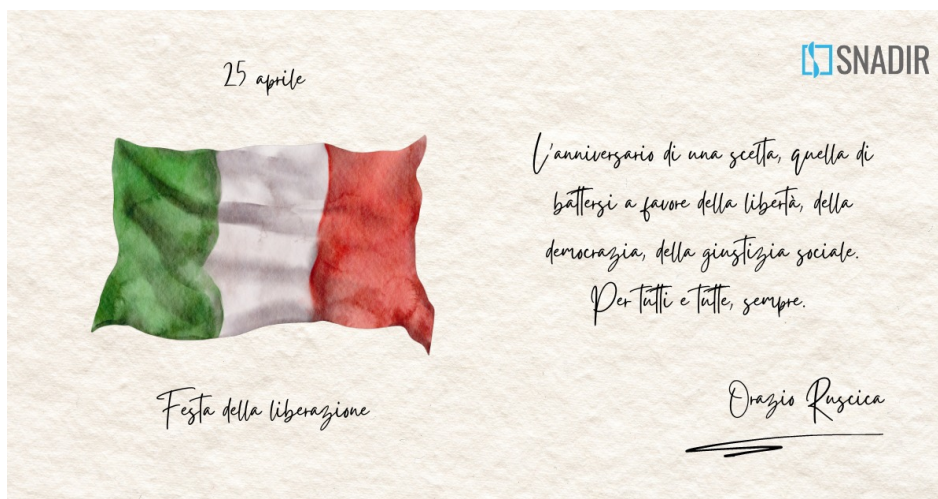 25 aprile
SNADIR
L'anniversario di una scelta, quella di
battersi a favore della libertà, della
democrazia, della giustizia sociale.
Per tutti e tutte, sempre.
Festa della liberazione
Orazio Ruscica